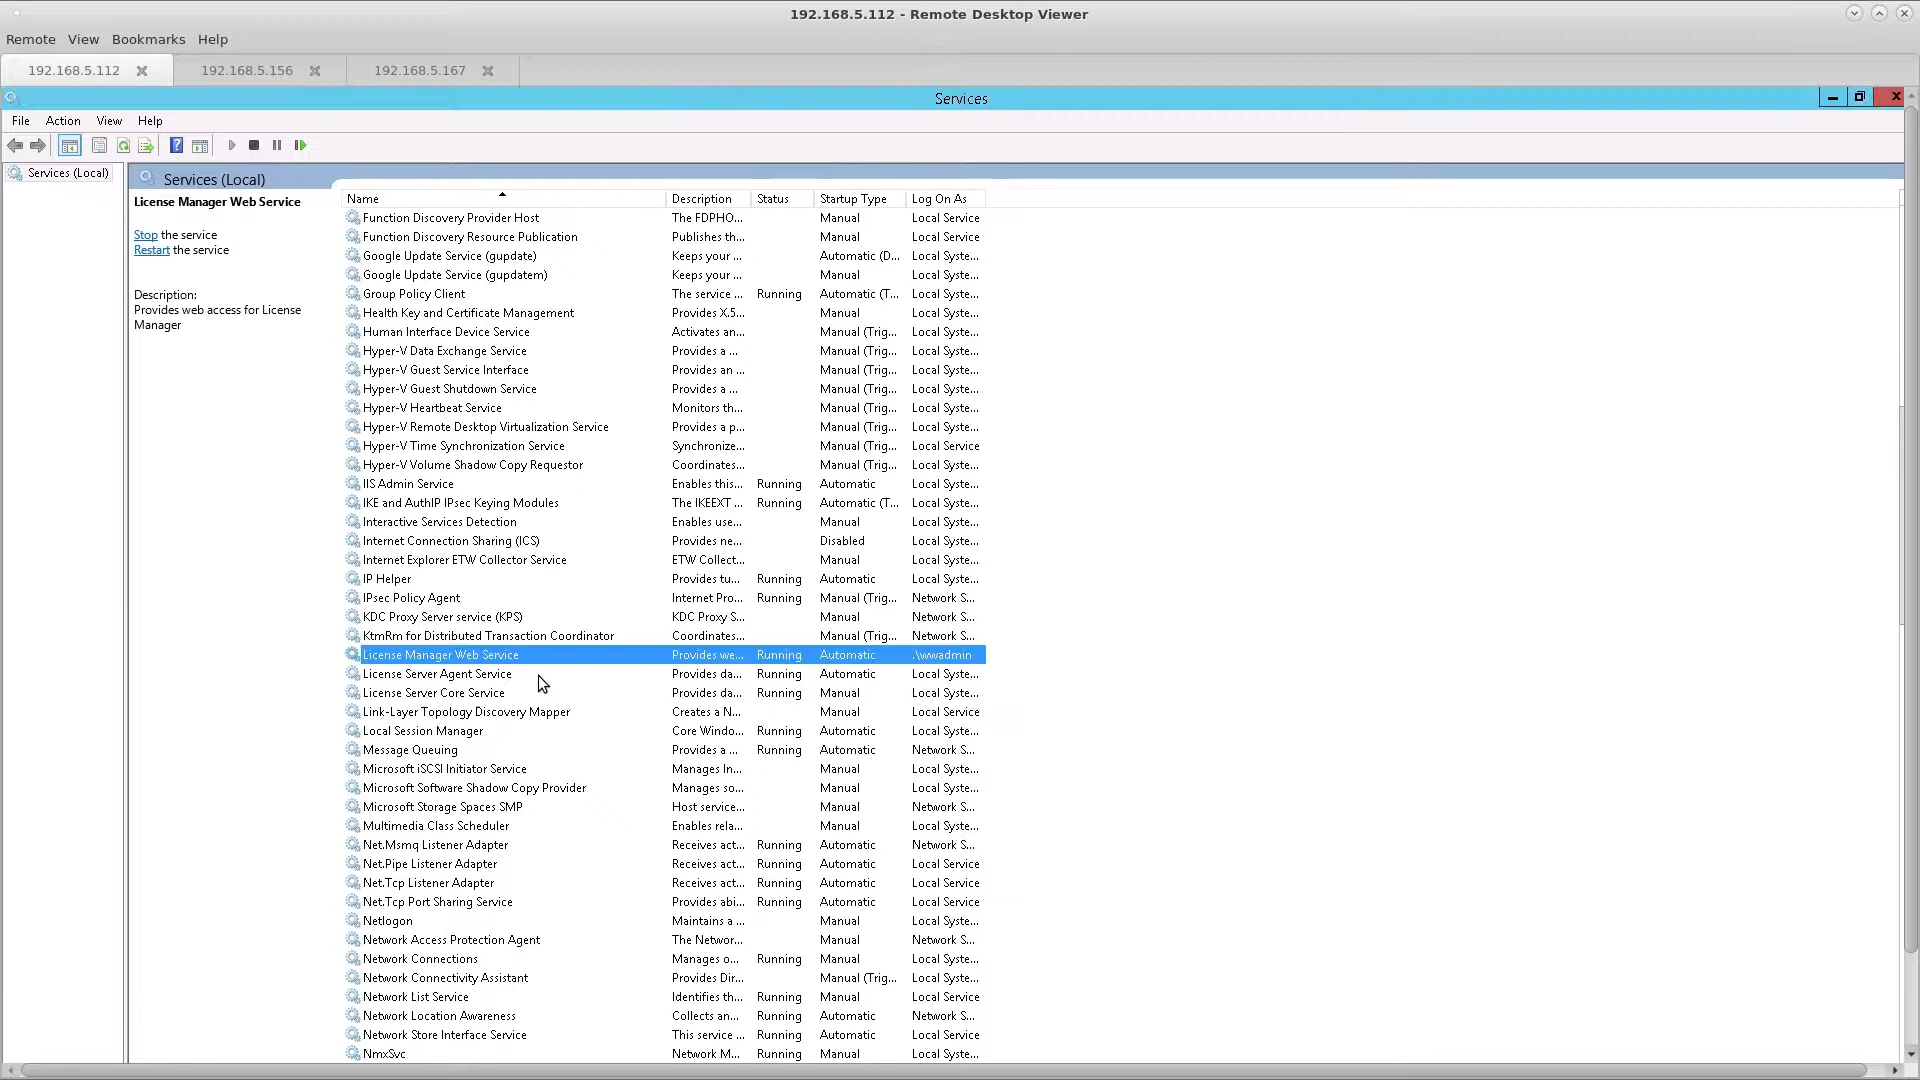 192.168.5.112 - Remote Desktop Viewer
Remote View Bookmarks Help
192.168.5.112 192.168.5.156 192.168.5.167
Services
File Action View Help
Services (Local)
Services (Local)
License Manager Web Service
Stop the service
Restart the service
Description:
Provides web access for License
Manager
Name Description Status Startup Type Log On As
Function Discovery Provider Host The FDPHO... Manual Local Service
Function Discovery Resource Publication Publishes th... Manual Local Service
Google Update Service (gupdate) Keeps your ... Automatic (D... Local Syste...
Google Update Service (gupdatem) Keeps your ... Manual Local Syste...
Group Policy Client The service ... Running Automatic (T... Local Syste...
Health Key and Certificate Management Provides X.5... Manual Local Syste...
Human Interface Device Service Activates an... Manual (Trig... Local Syste...
Hyper-V Data Exchange Service Provides a ... Manual (Trig... Local Syste...
Hyper-V Guest Service Interface Provides an ... Manual (Trig... Local Syste...
Hyper-V Guest Shutdown Service Provides a ... Manual (Trig... Local Syste...
Hyper-V Heartbeat Service Monitors th... Manual (Trig... Local Syste...
Hyper-V Remote Desktop Virtualization Service Provides a p... Manual (Trig... Local Syste...
Hyper-V Time Synchronization Service Synchronize... Manual (Trig... Local Service
Hyper-V Volume Shadow Copy Requestor Coordinates... Manual (Trig... Local Syste...
IIS Admin Service Enables this... Running Automatic Local Syste...
IKE and AuthIP IPsec Keying Modules The IKEEXT ... Running Automatic (T... Local Syste...
Interactive Services Detection Enables use... Manual Local Syste...
Internet Connection Sharing (ICS) Provides ne... Disabled Local Syste...
Internet Explorer ETW Collector Service ETW Collect... Manual Local Syste...
IP Helper Provides tu... Running Automatic Local Syste...
IPsec Policy Agent Internet Pro... Running Manual (Trig... Network S...
KDC Proxy Server service (KPS) KDC Proxy S... Manual Network S...
KtmRm for Distributed Transaction Coordinator Coordinates... Manual (Trig... Network S...
License Manager Web Service Provides we... Running Automatic .\wwadmin
License Server Agent Service Provides da... Running Automatic Local Syste...
License Server Core Service Provides da... Running Manual Local Syste...
Link-Layer Topology Discovery Mapper Creates a N... Manual Local Service
Local Session Manager Core Windo... Running Automatic Local Syste...
Message Queuing Provides a ... Running Automatic Network S...
Microsoft iSCSI Initiator Service Manages In... Manual Local Syste...
Microsoft Software Shadow Copy Provider Manages so... Manual Local Syste...
Microsoft Storage Spaces SMP Host service... Manual Network S...
Multimedia Class Scheduler Enables rela... Manual Local Syste...
Net.Msmq Listener Adapter Receives act... Running Automatic Network S...
Net.Pipe Listener Adapter Receives act... Running Automatic Local Service
Net.Tcp Listener Adapter Receives act... Running Automatic Local Service
Net.Tcp Port Sharing Service Provides abi... Running Automatic Local Service
Netlogon Maintains a ... Manual Local Syste...
Network Access Protection Agent The Networ... Manual Network S...
Network Connections Manages o... Running Manual Local Syste...
Network Connectivity Assistant Provides Dir... Manual (Trig... Local Syste...
Network List Service Identifies th... Running Manual Local Service
Network Location Awareness Collects an... Running Automatic Network S...
Network Store Interface Service This service ... Running Automatic Local Service
NmxSvc Network M... Running Manual Local Syste...